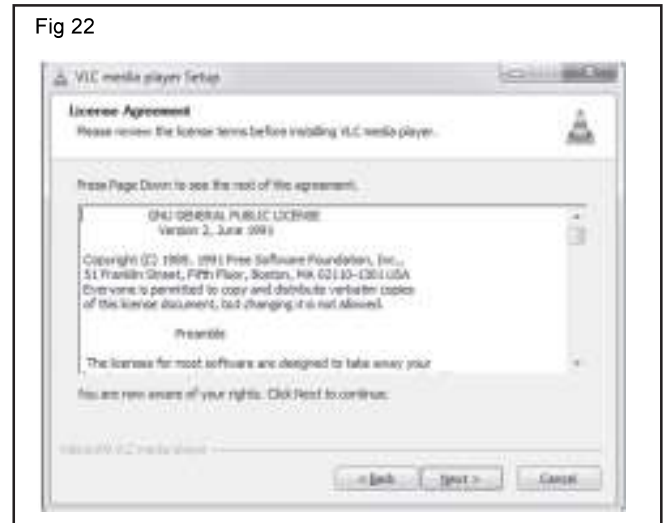 Fig 22
VLC media player Setup
License Agreement
Please review the license terms before installing VLC media player.
Press Page Down to see the rest of the agreement.
GNU GENERAL PUBLIC LICENSE
Version 2, June 1991
Copyright (C) 1989, 1991 Free Software Foundation, Inc.,
51 Franklin Street, Fifth Floor, Boston, MA 02110-1301 USA
Everyone is permitted to copy and distribute verbatim copies
of this license document, but changing it is not allowed.
Preamble
The licenses for most software are designed to take away your
You are now aware of your rights. Click Next to continue.
VLC media player
< Back
Next >
Cancel